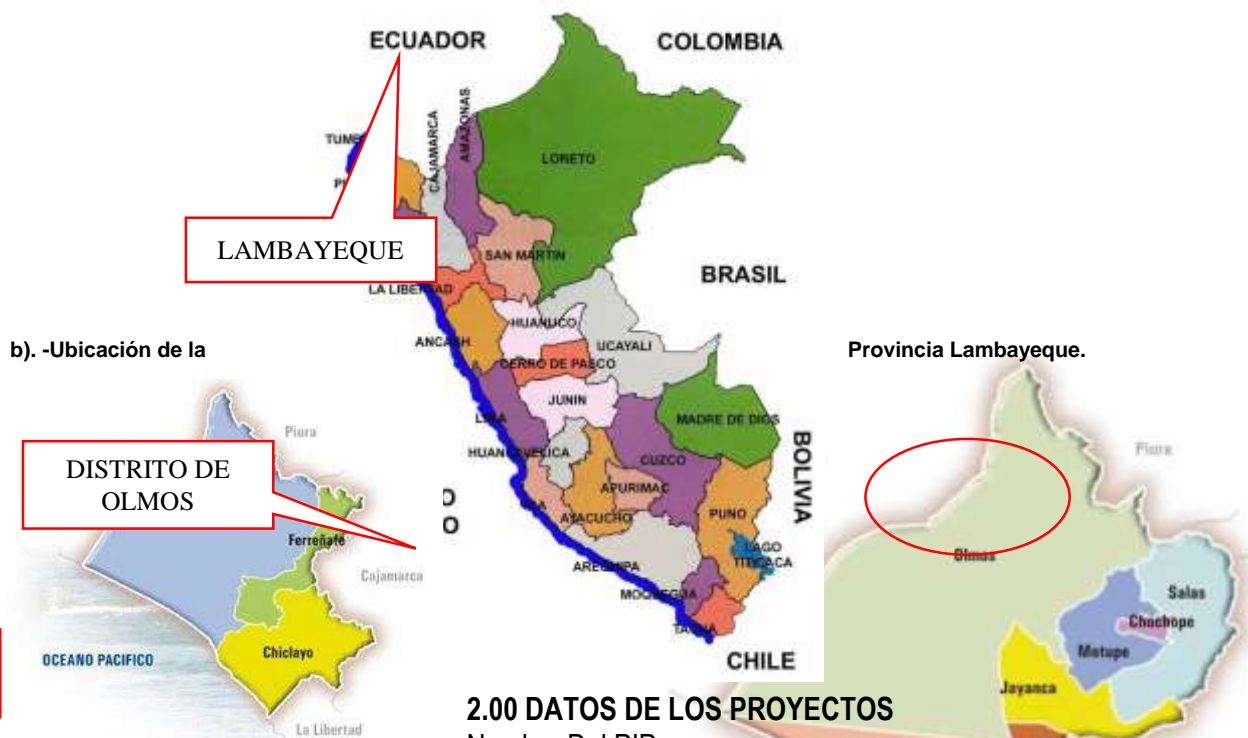 ECUADOR
COLOMBIA
CAJAMARCA
AMAZONAS
TUMB
LORETO
LAMBAYEQUE
SAN MARTIN
BRASIL
LA LIBERTAD
HUANUCO
ANCASH
UCAYALI
b). -Ubicación de la
Provincia Lambayeque.
CERRO DE PASCO
JUNIN
LIMA
MADRE DE DIOS
Piura
Piura
HUANCAVELICA
CUZCO
BOLIVIA
DISTRITO DE
OLMOS
APURIMAC
PUNO
AYACUCHO
Ferreñafe
Olmos
LAGO
TITICACA
AREQUIPA
Cajamarca
MOQUEGUA
Salas
Chochope
TACNA
Motupe
OCEANO PACIFICO
Chiclayo
CHILE
Jayanca
2.00 DATOS DE LOS PROYECTOS
La Libertad